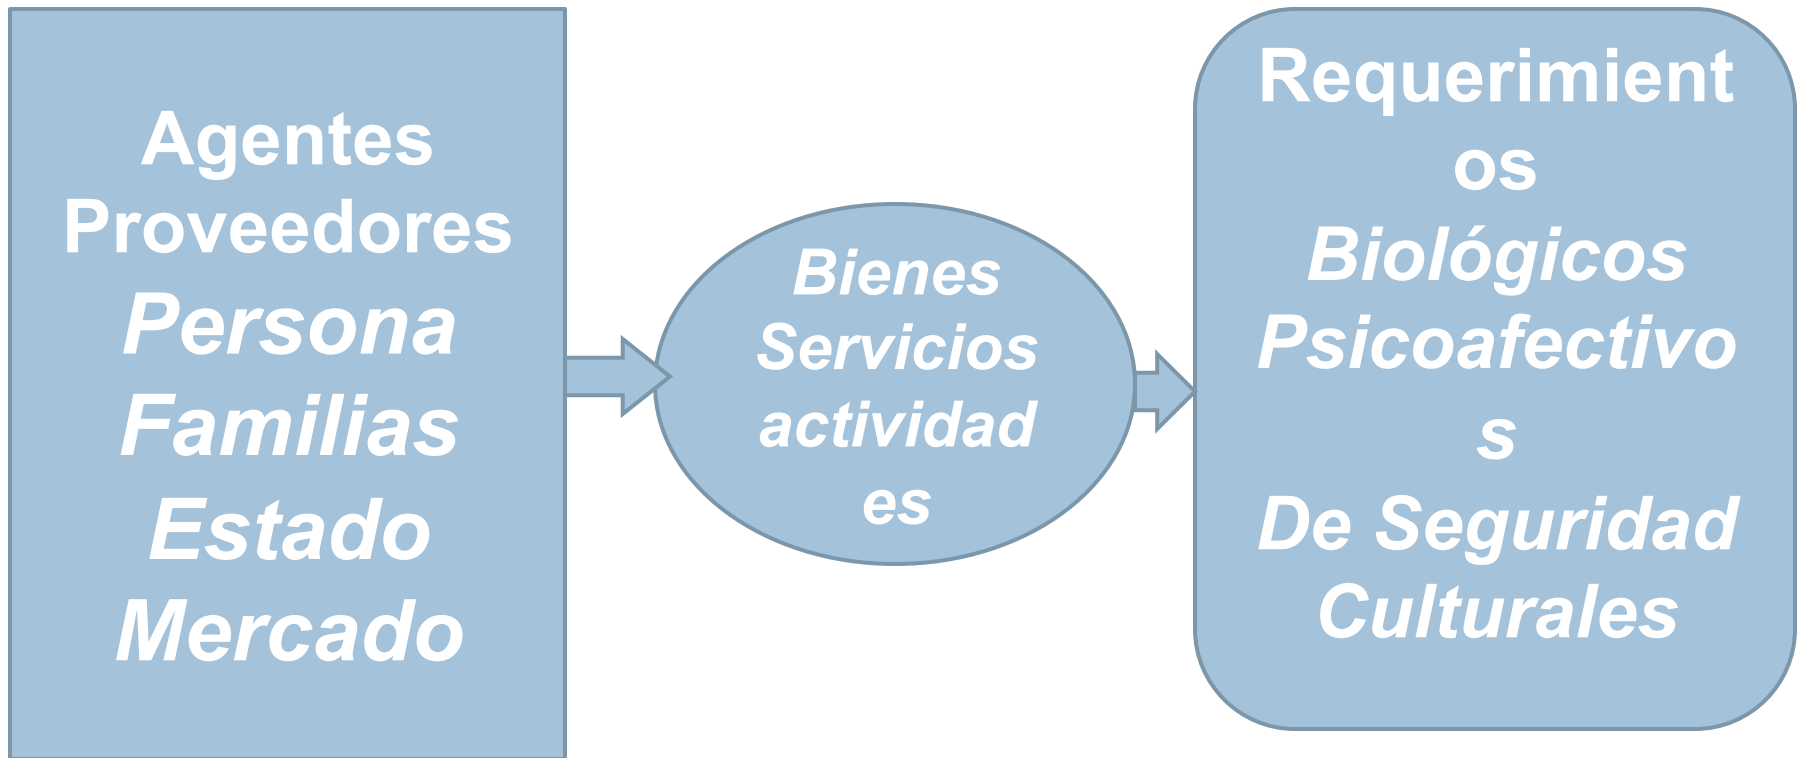 Agentes
Proveedores
Persona
Familias
Estado
Mercado
Bienes
Servicios
actividad
es
Requerimient
os
Biológicos
Psicoafectivo
s
De Seguridad
Culturales